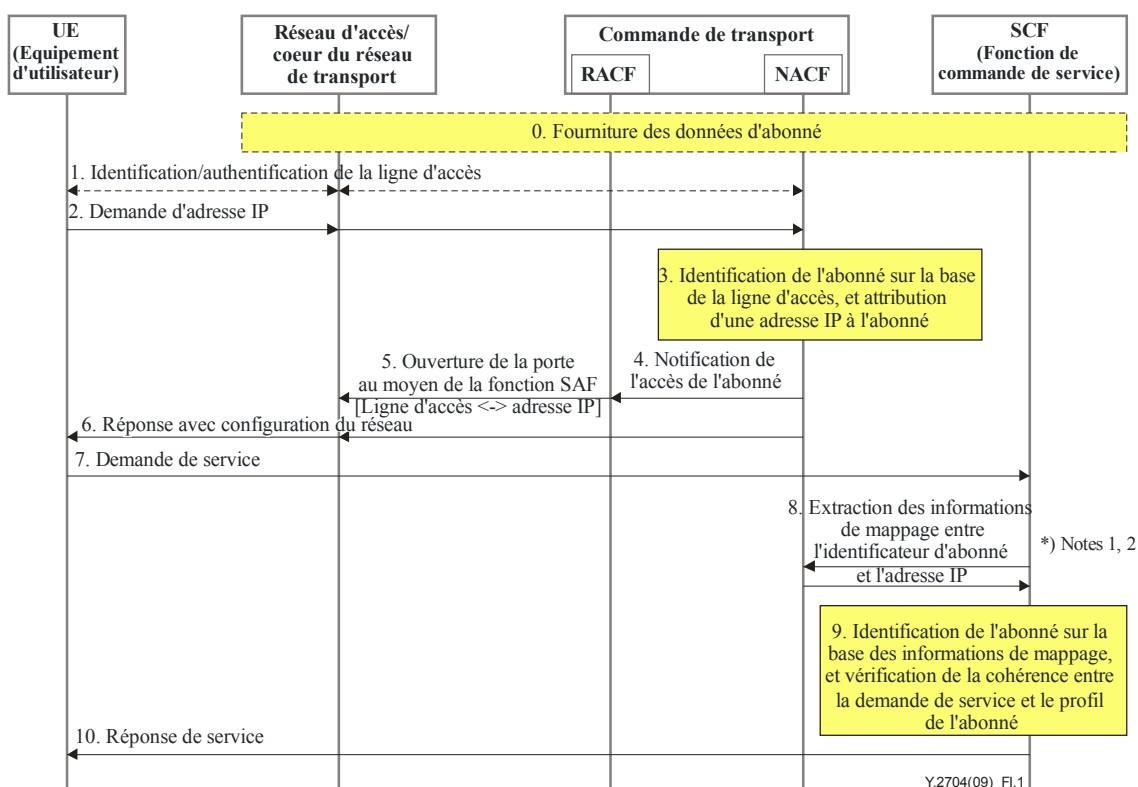 UE
(Equipement
d'utilisateur)
Réseau d'accès/
coeur du réseau
de transport
Commande de transport
RACF
NACF
SCF
(Fonction de
commande de service)
0. Fourniture des données d'abonné
1. Identification/authentification de la ligne d'accès
2. Demande d'adresse IP
3. Identification de l'abonné sur la base
de la ligne d'accès, et attribution
d'une adresse IP à l'abonné
5. Ouverture de la porte
au moyen de la fonction SAF
[Ligne d'accès <-> adresse IP]
4. Notification de
l'accès de l'abonné
6. Réponse avec configuration du réseau
7. Demande de service
8. Extraction des informations
de mappage entre
l'identificateur d'abonné
et l'adresse IP
*) Notes 1, 2
9. Identification de l'abonné sur la
base des informations de mappage,
et vérification de la cohérence entre
la demande de service et le profil
de l'abonné
10. Réponse de service
Y.2704(09)_FI.1